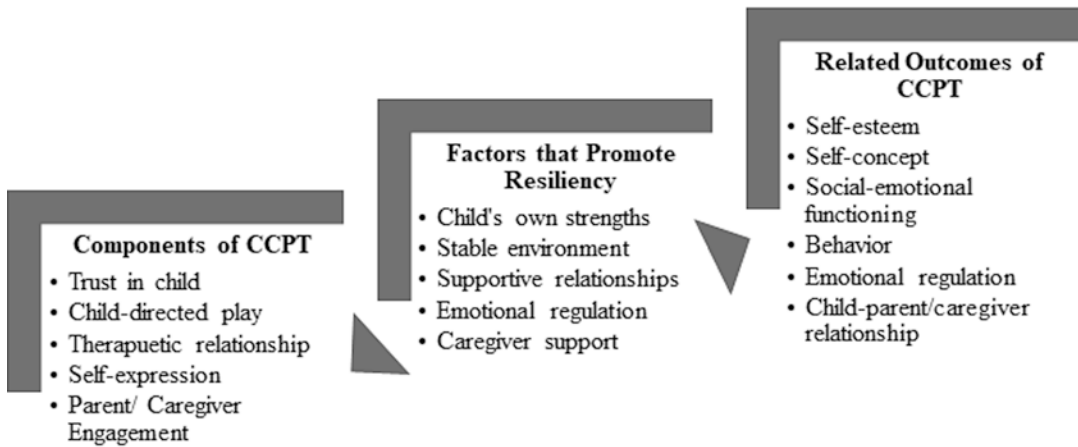 Components of CCPT
• Trust in child
• Child-directed play
• Therapuetic relationship
• Self-expression
• Parent/ Caregiver
Engagement
Factors that Promote
Resiliency
• Child's own strengths
• Stable environment
• Supportive relationships
• Emotional regulation
• Caregiver support
Related Outcomes of
CCPT
• Self-esteem
• Self-concept
• Social-emotional
functioning
• Behavior
• Emotional regulation
• Child-parent/caregiver
relationship